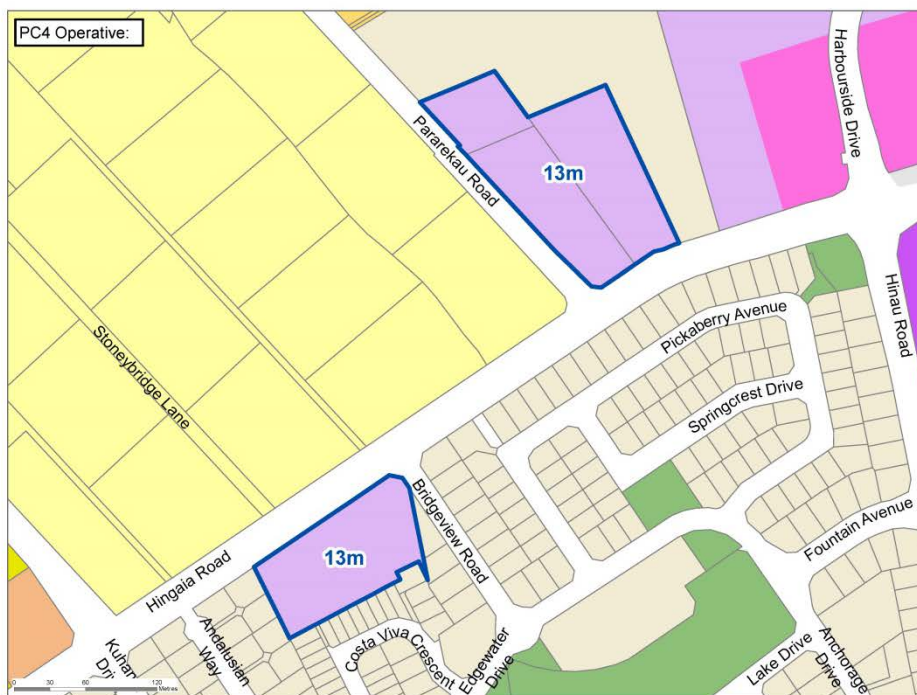 PC4 Operative:
Harbourside Drive
Pararekau Road
13m
Hinau Road
Pickaberry Avenue
Stoneybridge Lane
Springcrest Drive
Bridgeview Road
Fountain Avenue
13m
Hingaia Road
Andalusian
Way
Costa Viva Crescent
Edgewater
Drive
Lake Drive
Anchorage
Drive
Kuhan
Dri
0 30 60 120
Metres